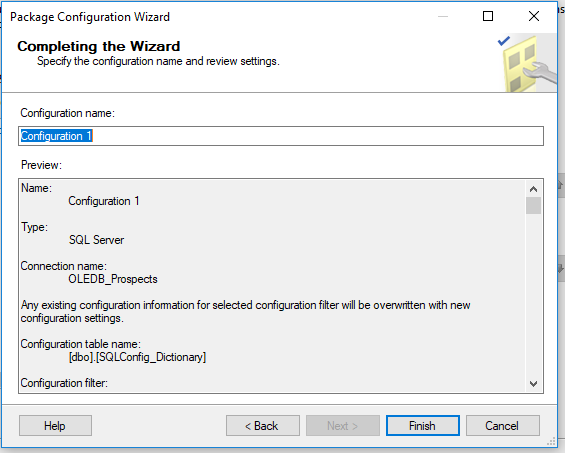 Package Configuration Wizard
Completing the Wizard
Specify the configuration name and review settings.
Configuration name:
Configuration 1
Preview:
Name:
Configuration 1
Type:
SQL Server
Connection name:
OLEDB_Prospects
Any existing configuration information for selected configuration filter will be overwritten with new
configuration settings.
Configuration table name:
[dbo].[SQLConfig_Dictionary]
Configuration filter:
Help
< Back
Next >
Finish
Cancel